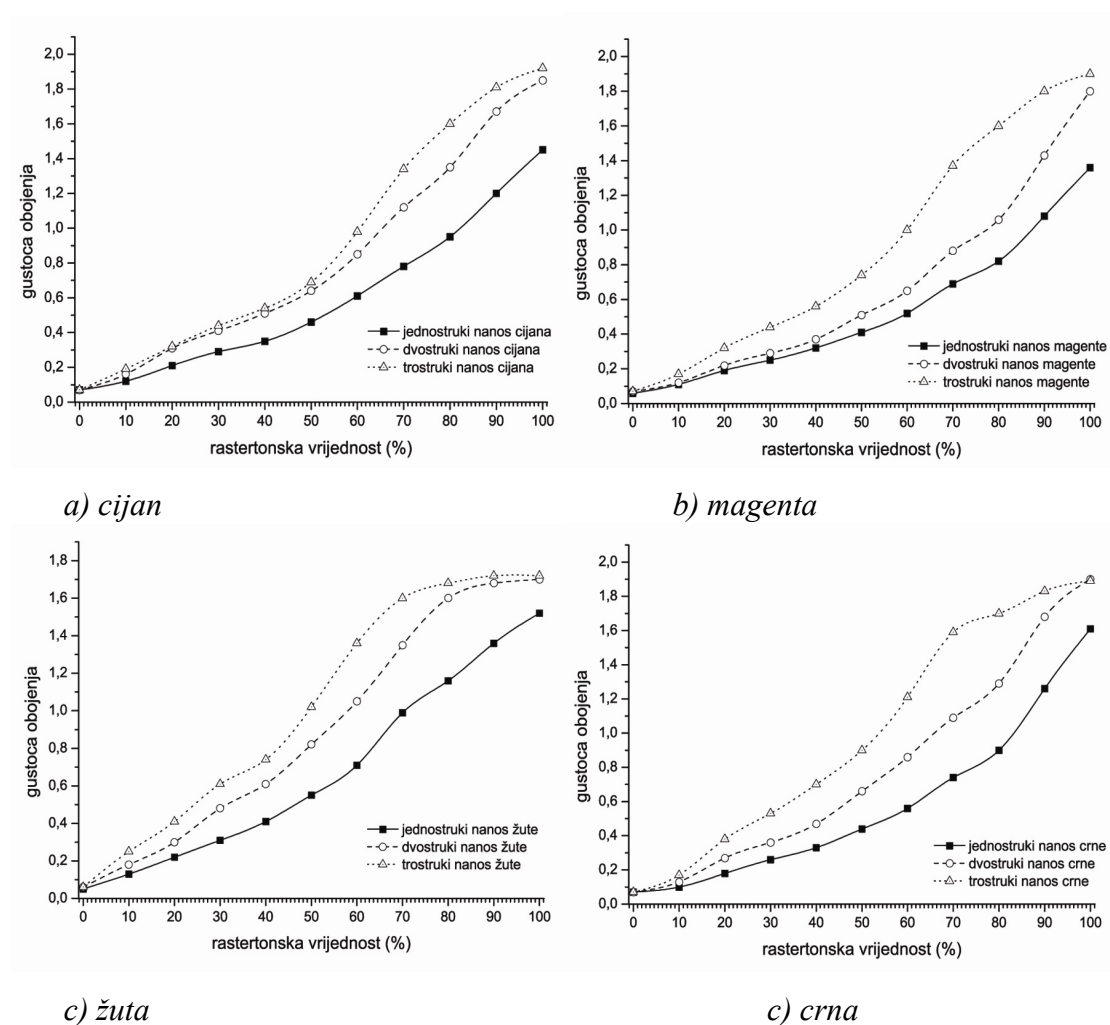 2,0
1,8
1,6
1,4
1,2
1,0
0,8
0,6
0,4
0,2
0,0
gustoca obojenja
jednostruki nanos cijana
dvostruki nanos cijana
trostruki nanos cijana
0 10 20 30 40 50 60 70 80 90 100
rastertonska vrijednost (%)
a) cijan
2,0
1,8
1,6
1,4
1,2
1,0
0,8
0,6
0,4
0,2
0,0
gustoca obojenja
jednostruki nanos magente
dvostruki nanos magente
trostruki nanos magente
0 10 20 30 40 50 60 70 80 90 100
rastertonska vrijednost (%)
b) magenta
1,8
1,6
1,4
1,2
1,0
0,8
0,6
0,4
0,2
0,0
gustoca obojenja
jednostruki nanos žute
dvostruki nanos žute
trostruki nanos žute
0 10 20 30 40 50 60 70 80 90 100
rastertonska vrijednost (%)
c) žuta
2,0
1,8
1,6
1,4
1,2
1,0
0,8
0,6
0,4
0,2
0,0
gustoca obojenja
jednostruki nanos crne
dvostruki nanos crne
trostruki nanos crne
0 10 20 30 40 50 60 70 80 90 100
rastertonska vrijednost (%)
c) crna